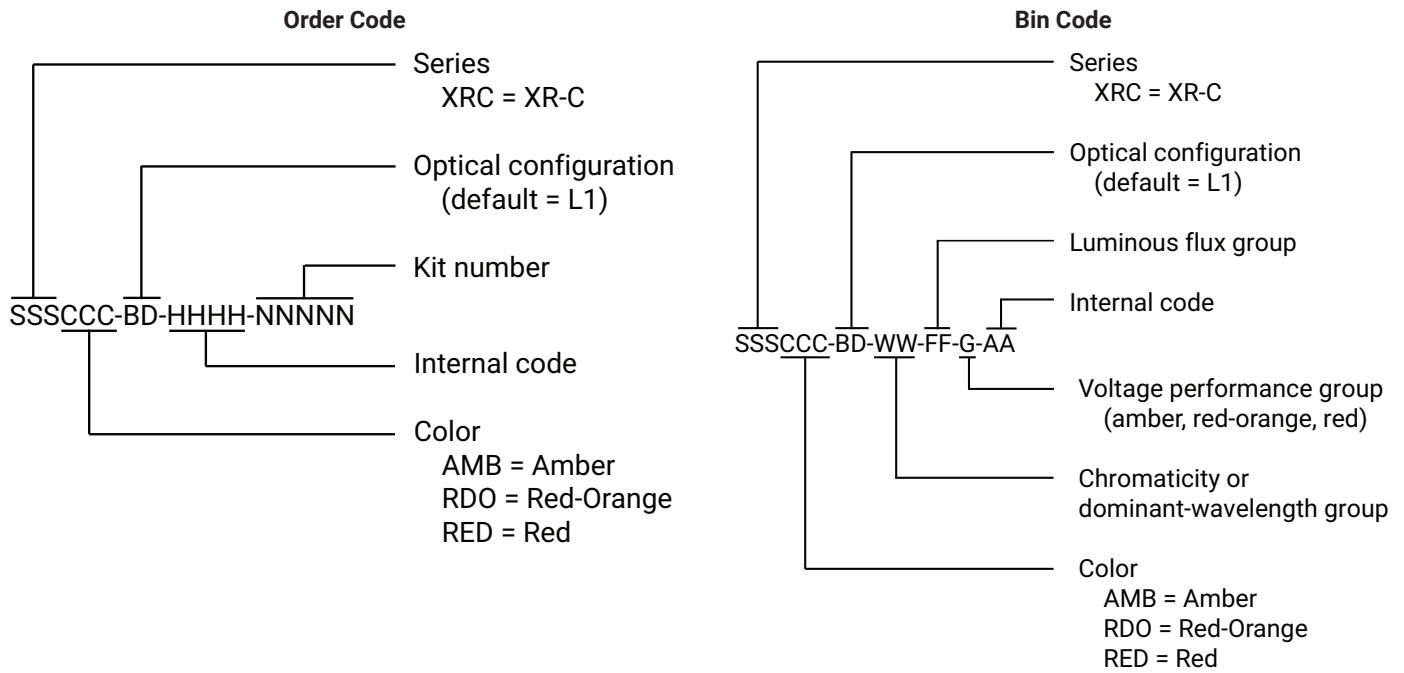 Order Code
Series
XRC = XR-C
Optical configuration
(default = L1)
Kit number
SSSCCC-BD-HHHH-NNNNN
Internal code
Color
AMB = Amber
RDO = Red-Orange
RED = Red
Bin Code
Series
XRC = XR-C
Optical configuration
(default = L1)
Luminous flux group
Internal code
SSSCCC-BD-WW-FF-G-AA
Voltage performance group
(amber, red-orange, red)
Chromaticity or
dominant-wavelength group
Color
AMB = Amber
RDO = Red-Orange
RED = Red